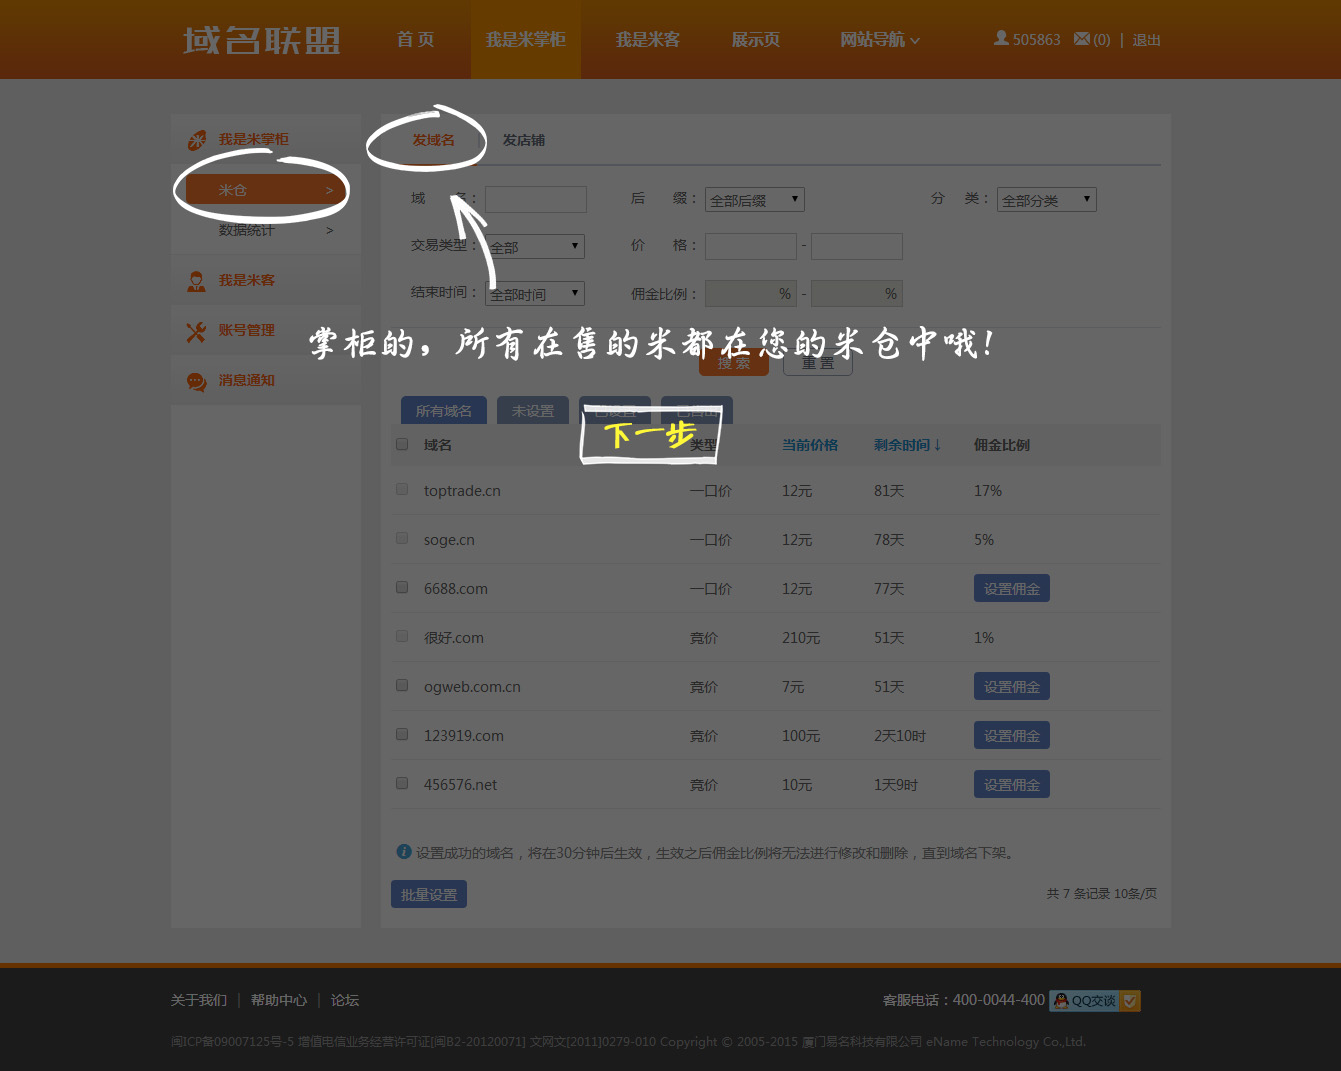 域名联盟 首 页 我是米掌柜 我是米客 展示页 网站导航 505863 (0) | 退出
我是米掌柜
米仓 >
数据统计 >
我是米客
账号管理
消息通知
发域名 发店铺
域 名： 后 缀： 全部后缀 分 类： 全部分类
交易类型： 全部 价 格： -
结束时间： 全部时间 佣金比例： % - %
掌柜的，所有在售的米都在您的米仓中哦！
搜 索 重 置
所有域名 未设置
下一步
域名 类型 当前价格 剩余时间↓ 佣金比例
toptrade.cn 一口价 12元 81天 17%
soge.cn 一口价 12元 78天 5%
6688.com 一口价 12元 77天 设置佣金
很好.com 竞价 210元 51天 1%
ogweb.com.cn 竞价 7元 51天 设置佣金
123919.com 竞价 100元 2天10时 设置佣金
456576.net 竞价 10元 1天9时 设置佣金
设置成功的域名，将在30分钟后生效，生效之后佣金比例将无法进行修改和删除，直到域名下架。
批量设置 共 7 条记录 10条/页
关于我们 | 帮助中心 | 论坛 客服电话：400-0044-400 QQ交谈
闽ICP备09007125号-5 增值电信业务经营许可证[闽B2-20120071] 文网文[2011]0279-010 Copyright © 2005-2015 厦门易名科技有限公司 eName Technology Co.,Ltd.